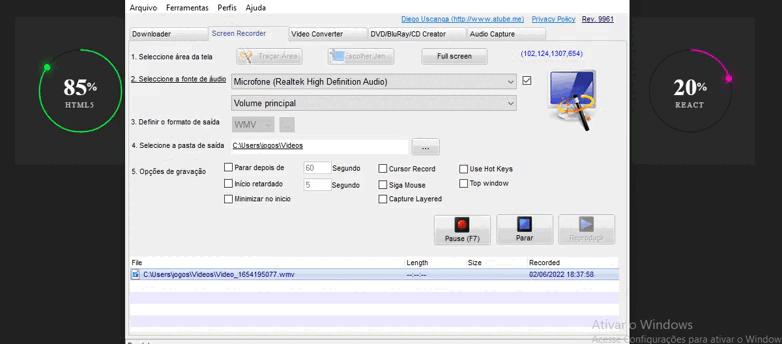 Arquivo Ferramentas Perfis Ajuda
Diego Uscanga (http://www.atube.me) Privacy Policy Rev. 9961
Downloader Screen Recorder Video Converter DVD/BluRay/CD Creator Audio Capture
1. Seleccione área da tela Traçar Área Escolher Jan Full screen (102,124,1307,654)
2. Seleccione a fonte de áudio Microfone (Realtek High Definition Audio)
Volume principal
3. Definir o formato de saída WMV ...
4. Selecione a pasta de saída C:\Users\jogos\Videos ...
5. Opções de gravação Parar depois de 60 Segundo Cursor Record Use Hot Keys
Início retardado 5 Segundo Siga Mouse Top window
Minimizar no início Capture Layered
Pause (F7) Parar Reproduzir
File Length Size Recorded
C:\Users\jogos\Videos\Video_1654195077.wmv --:--:-- 02/06/2022 18:37:58
85%
HTML5
20%
REACT
Ativar o Windows
Acesse Configurações para ativar o Window